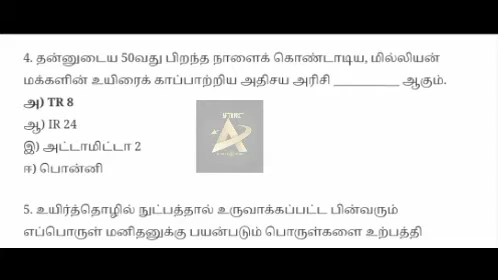 4. தன்னுடைய 50வது பிறந்த நாளைக் கொண்டாடிய, மில்லியன்
மக்களின் உயிரைக் காப்பாற்றிய அதிசய அரிசி ____________ ஆகும்.
அ) TR 8
ஆ) IR 24
இ) அட்டாமிட்டா 2
ஈ) பொன்னி
5. உயிர்த்தொழில் நுட்பத்தால் உருவாக்கப்பட்ட பின்வரும்
எப்பொருள் மனிதனுக்கு பயன்படும் பொருள்களை உற்பத்தி